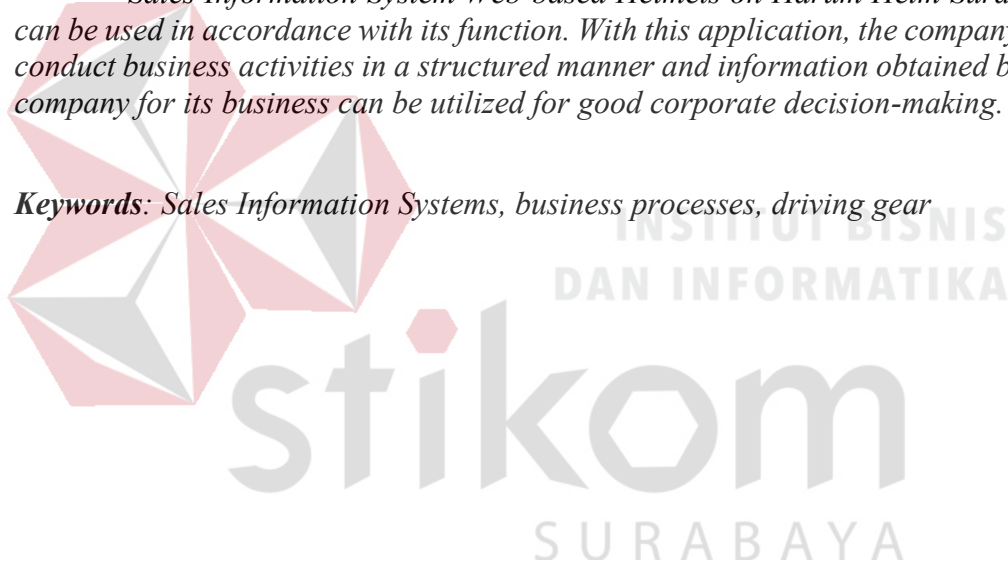 Sales Information System Web-based Helmets on Harum Helm Sura
can be used in accordance with its function. With this application, the company
conduct business activities in a structured manner and information obtained b
company for its business can be utilized for good corporate decision-making.
Keywords: Sales Information Systems, business processes, driving gear
INSTITUT BISNIS
DAN INFORMATIKA
stikom
SURABAYA